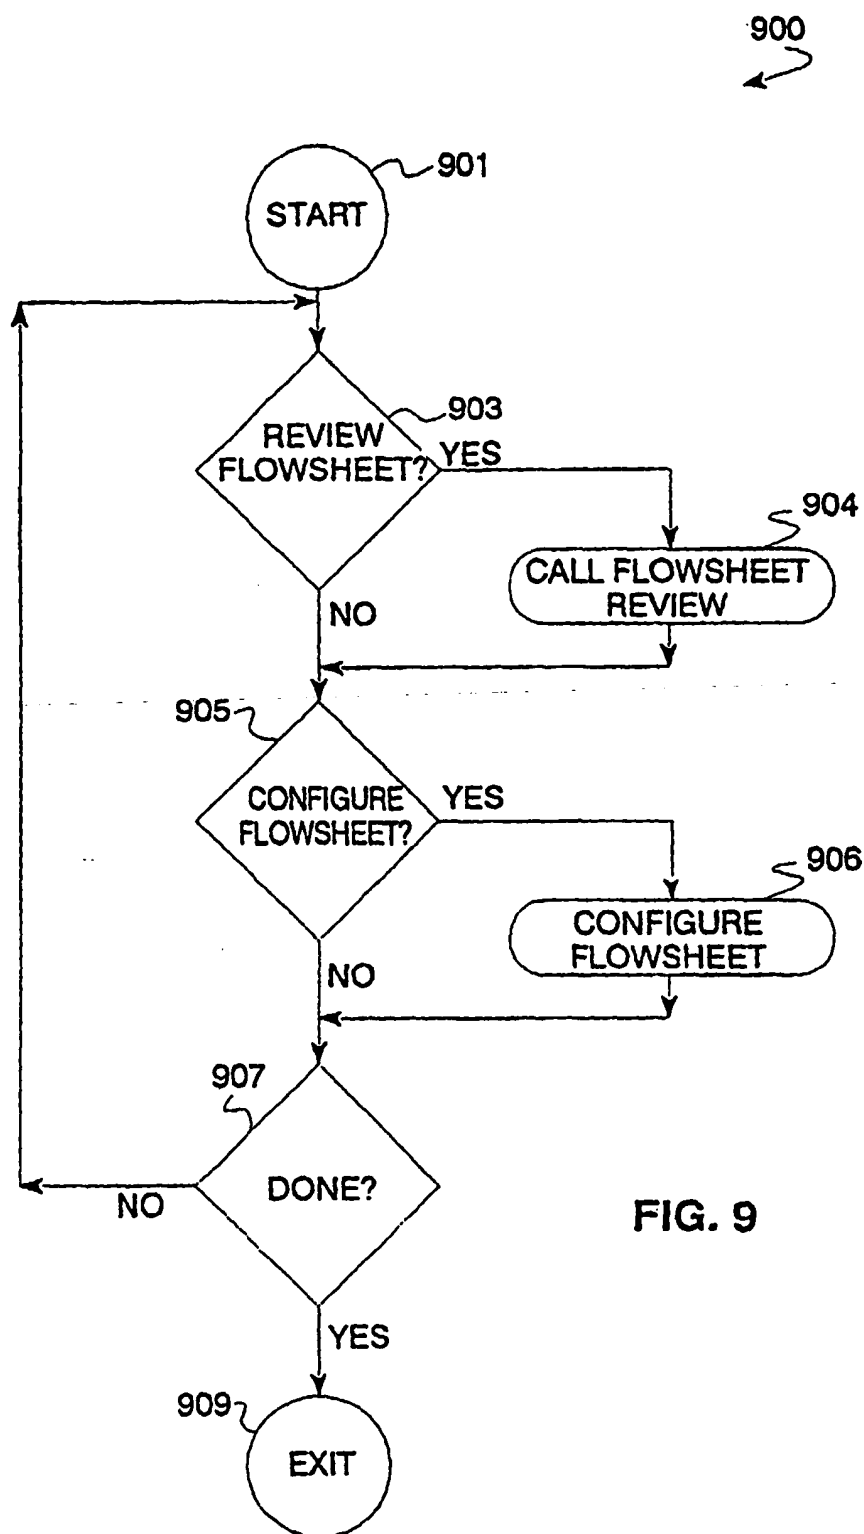 900
901
START
903
REVIEW
FLOWSHEET?
YES
904
CALL FLOWSHEET
REVIEW
NO
905
CONFIGURE
FLOWSHEET?
YES
906
CONFIGURE
FLOWSHEET
NO
907
DONE?
NO
FIG. 9
YES
909
EXIT